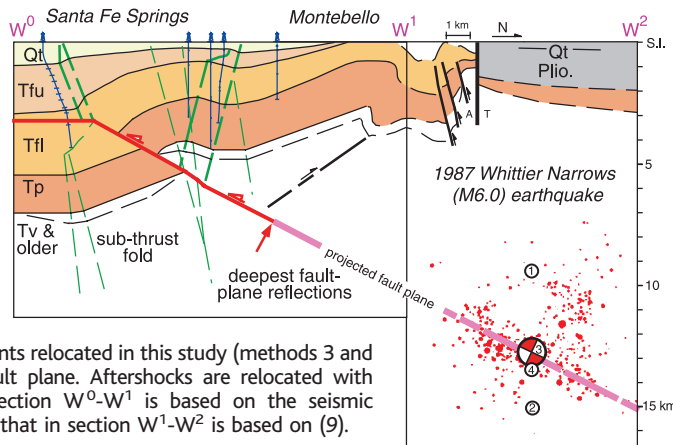 Santa Fe Springs
Montebello
W0
W1
1 km
N
W2
S.l.
Qt
Tfu
Tfl
Tp
Tv &
older
sub-thrust
fold
deepest fault-
plane reflections
projected fault plane
A
T
Qt
Plio.
1987 Whittier Narrows
(M6.0) earthquake
5
10
15 km
1
3
4
2
nts relocated in this study (methods 3 and
ult plane. Aftershocks are relocated with
ection W0-W1 is based on the seismic
that in section W1-W2 is based on (9).